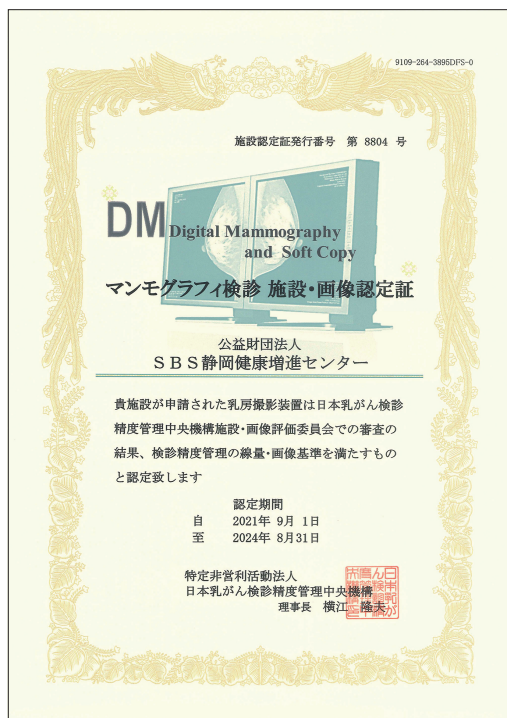 9109-264-3895DFS-0
施設認定証発行番号 第 8804 号
DM Digital Mammography
and Soft Copy
マンモグラフィ検診 施設・画像認定証
公益財団法人
SBS静岡健康増進センター
貴施設が申請された乳房撮影装置は日本乳がん検診
精度管理中央機構施設・画像評価委員会での審査の
結果、検診精度管理の線量・画像基準を満たすもの
と認定致します
認定期間
自 2021年 9月 1日
至 2024年 8月31日
特定非営利活動法人
日本乳がん検診精度管理中央機構
理事長 横江 隆夫